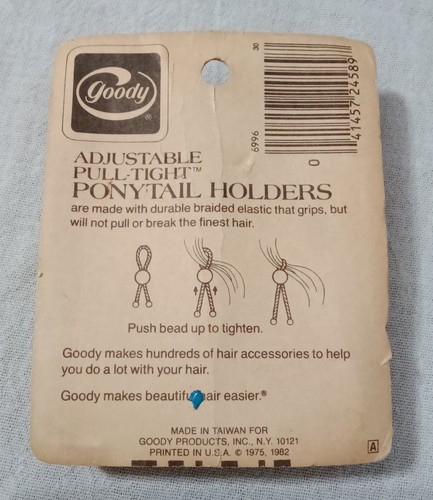 goody
®
30
41457 24589
6996
0
ADJUSTABLE
PULL-TIGHT™
PONYTAIL HOLDERS
are made with durable braided elastic that grips, but
will not pull or break the finest hair.
Push bead up to tighten.
Goody makes hundreds of hair accessories to help
you do a lot with your hair.
Goody makes easier.®
MADE IN TAIWAN FOR
GOODY PRODUCTS, INC., N.Y. 10121
PRINTED IN U.S.A. © 1975, 1982
A